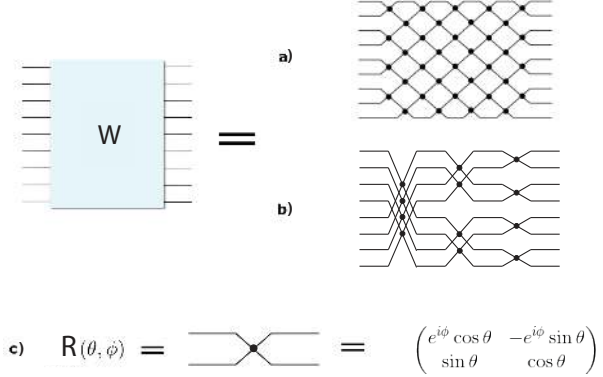 a)
W =
b)
c) R(θ, ϕ) = = (e^{iϕ} cos θ −e^{iϕ} sin θ
sin θ cos θ)